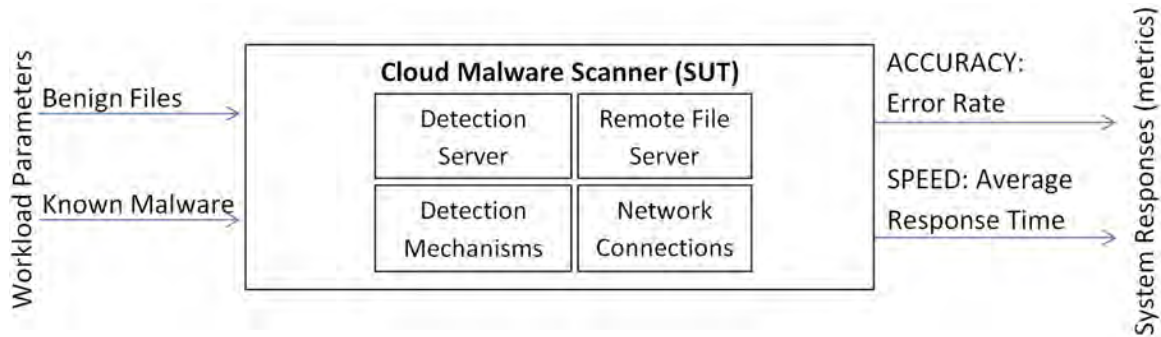 Workload Parameters
Benign Files
Known Malware
Cloud Malware Scanner (SUT)
Detection
Server
Remote File
Server
Detection
Mechanisms
Network
Connections
ACCURACY:
Error Rate
SPEED: Average
Response Time
System Responses (metrics)